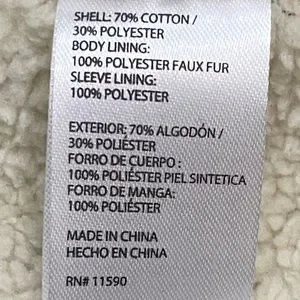 SHELL: 70% COTTON /
30% POLYESTER
BODY LINING:
100% POLYESTER FAUX FUR
SLEEVE LINING:
100% POLYESTER
EXTERIOR: 70% ALGODÓN /
30% POLIÉSTER
FORRO DE CUERPO :
100% POLIÉSTER PIEL SINTETICA
FORRO DE MANGA:
100% POLIÉSTER
MADE IN CHINA
HECHO EN CHINA
RN# 11590